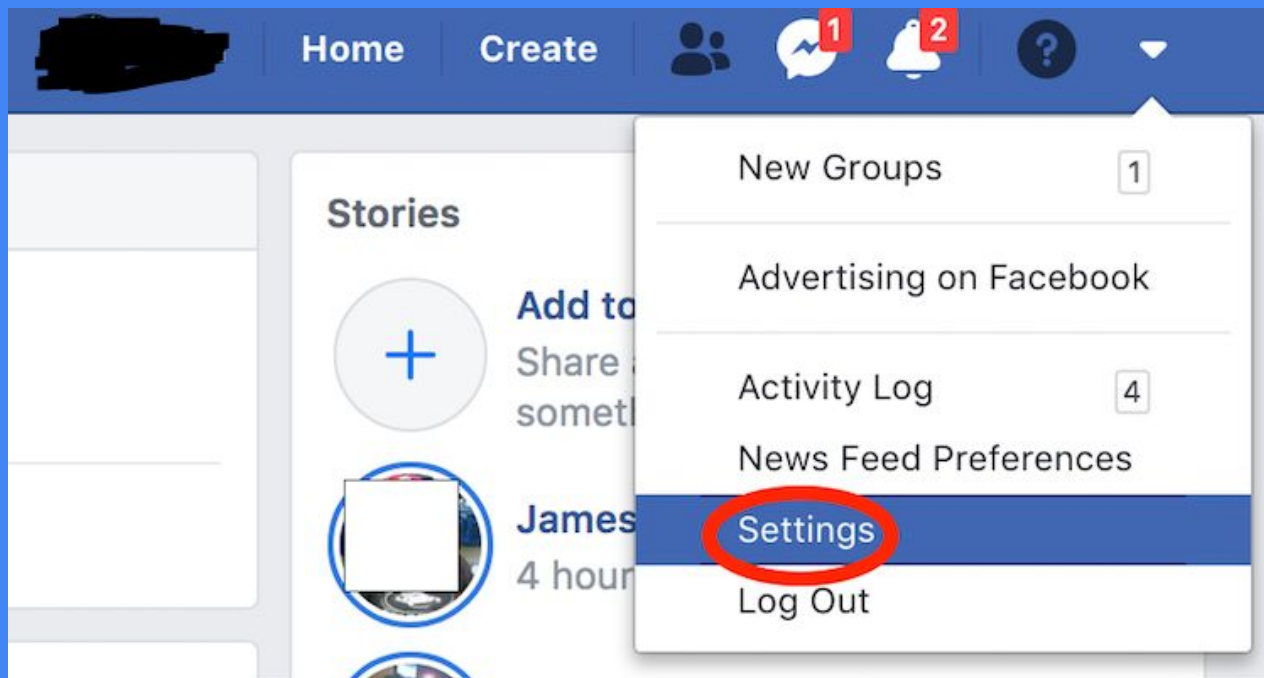 Home
Create
1
2
?
New Groups 1
Stories
Advertising on Facebook
Add to
Share
Activity Log 4
News Feed Preferences
James
Settings
4 hour
Log Out